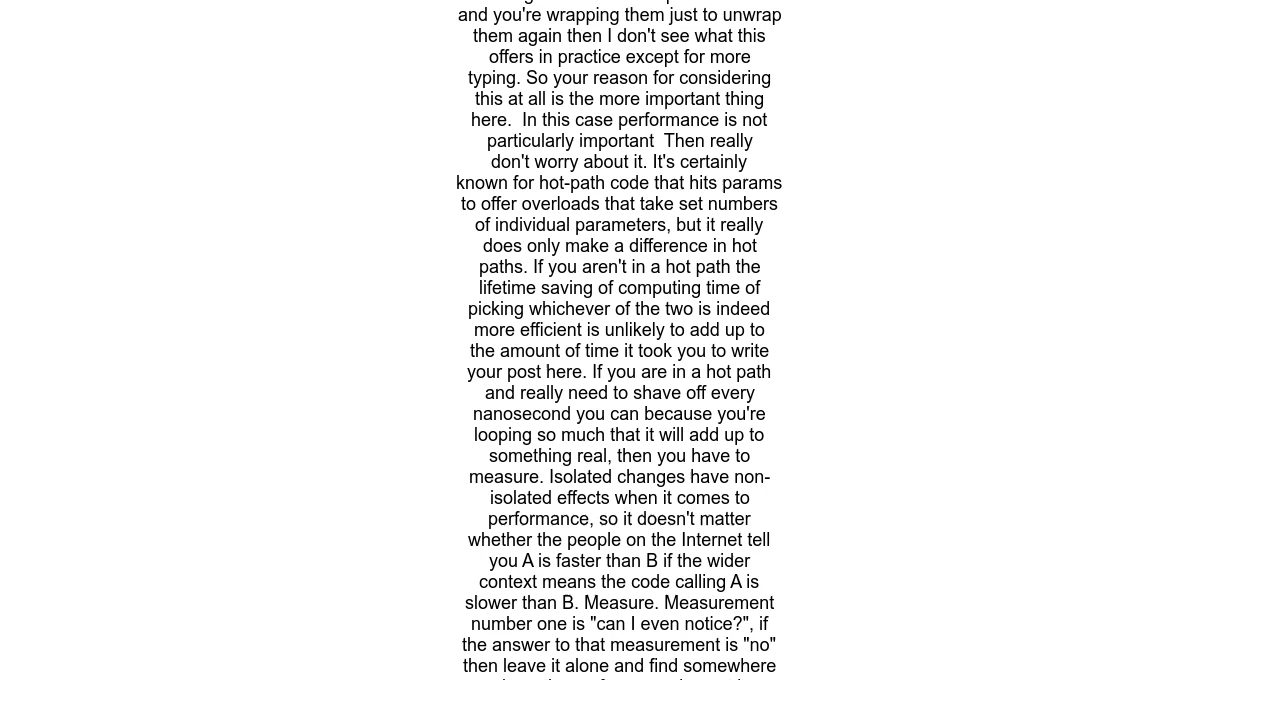 and you're wrapping them just to unwrap
them again then I don't see what this
offers in practice except for more
typing. So your reason for considering
this at all is the more important thing
here.  In this case performance is not
particularly important  Then really
don't worry about it. It's certainly
known for hot-path code that hits params
to offer overloads that take set numbers
of individual parameters, but it really
does only make a difference in hot
paths. If you aren't in a hot path the
lifetime saving of computing time of
picking whichever of the two is indeed
more efficient is unlikely to add up to
the amount of time it took you to write
your post here. If you are in a hot path
and really need to shave off every
nanosecond you can because you're
looping so much that it will add up to
something real, then you have to
measure. Isolated changes have non-
isolated effects when it comes to
performance, so it doesn't matter
whether the people on the Internet tell
you A is faster than B if the wider
context means the code calling A is
slower than B. Measure. Measurement
number one is "can I even notice?", if
the answer to that measurement is "no"
then leave it alone and find somewhere